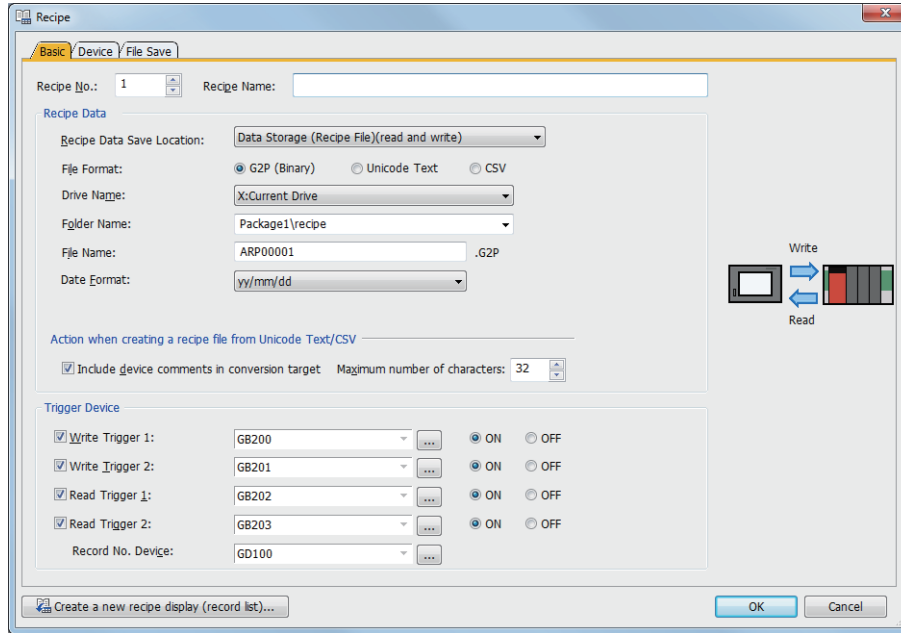 Recipe
Basic Device File Save
Recipe No.: 1 Recipe Name:
Recipe Data
Recipe Data Save Location: Data Storage (Recipe File)(read and write)
File Format: G2P (Binary) Unicode Text CSV
Drive Name: X:Current Drive
Folder Name: Package1\recipe
File Name: ARP00001 .G2P
Date Format: yy/mm/dd
Write
Read
Action when creating a recipe file from Unicode Text/CSV
Include device comments in conversion target Maximum number of characters: 32
Trigger Device
Write Trigger 1: GB200 ... ON OFF
Write Trigger 2: GB201 ... ON OFF
Read Trigger 1: GB202 ... ON OFF
Read Trigger 2: GB203 ... ON OFF
Record No. Device: GD100 ...
Create a new recipe display (record list)... OK Cancel